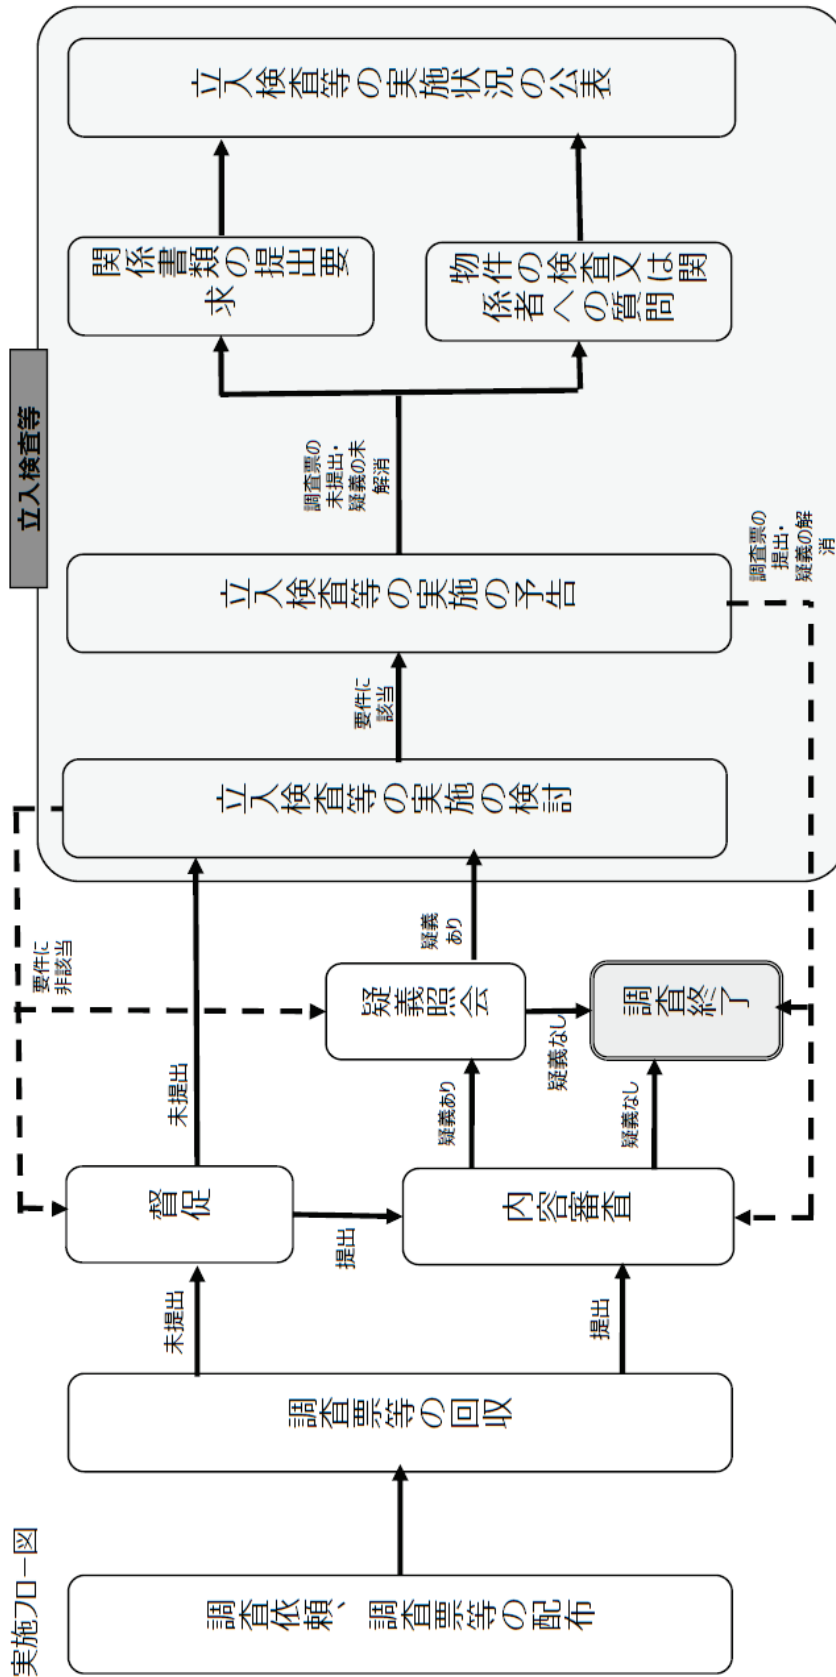 実施フロー図
調査依頼、調査票等の配布
調査票等の回収
未提出
提出
督促
提出
内容審査
未提出
疑義あり
疑義なし
要件に
非該当
疑義照会
疑義なし
調査終了
疑義
あり
立入検査等
立入検査等の実施の検討
要件に
該当
立入検査等の実施の予告
調査票の
未提出・
疑義の未
解消
調査票の
提出・
疑義の解
消
関係書類の提出要
求
物件の検査又は関
係者への質問
立入検査等の実施状況の公表